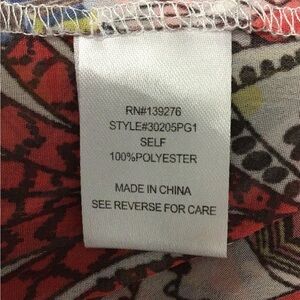 RN#139276
STYLE#30205PG1
SELF
100%POLYESTER
MADE IN CHINA
SEE REVERSE FOR CARE